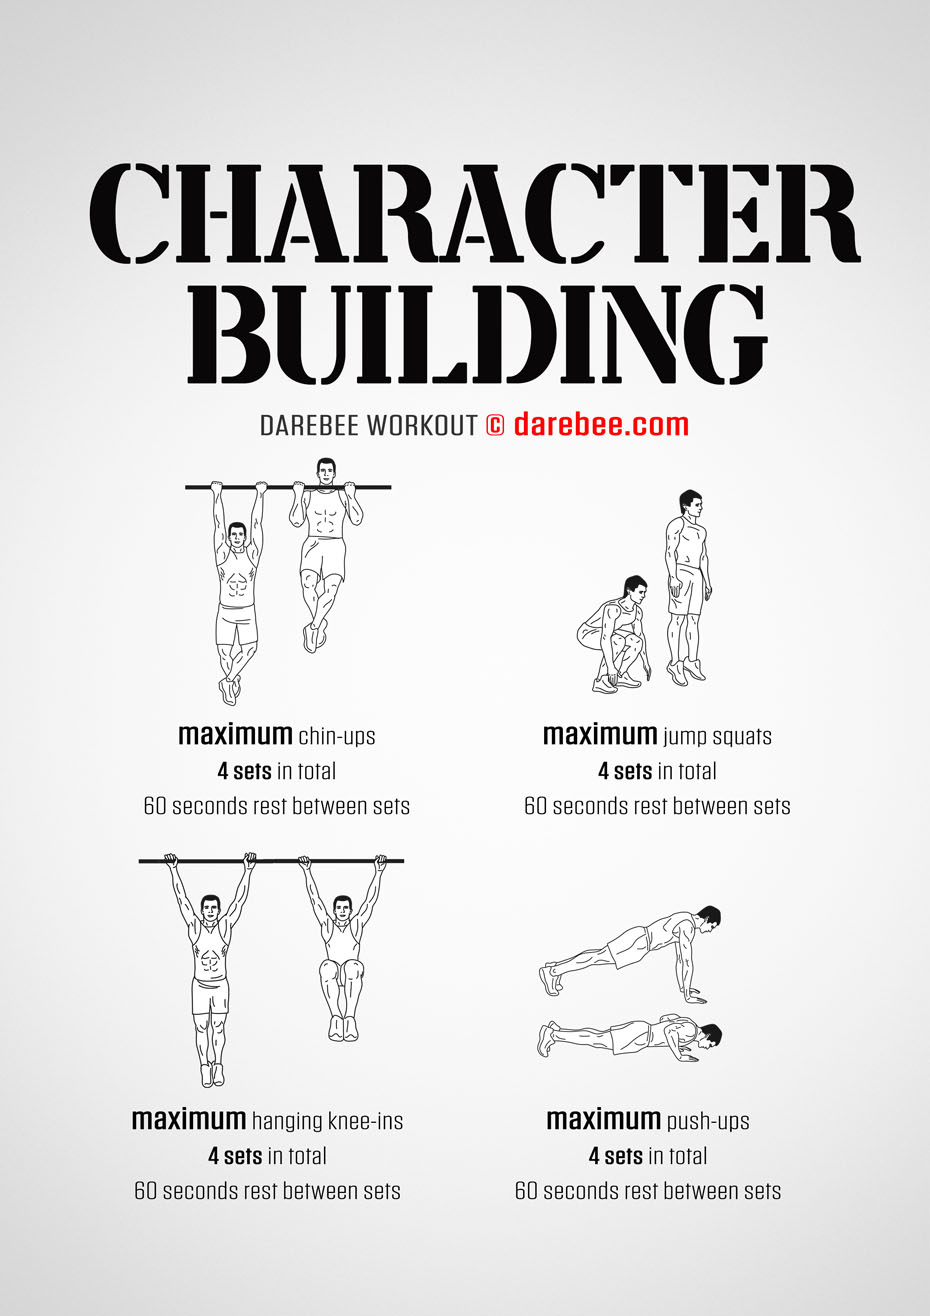 CHARACTER
BUILDING
DAREBEE WORKOUT © darebee.com
maximum chin-ups
4 sets in total
60 seconds rest between sets
maximum jump squats
4 sets in total
60 seconds rest between sets
maximum hanging knee-ins
4 sets in total
60 seconds rest between sets
maximum push-ups
4 sets in total
60 seconds rest between sets